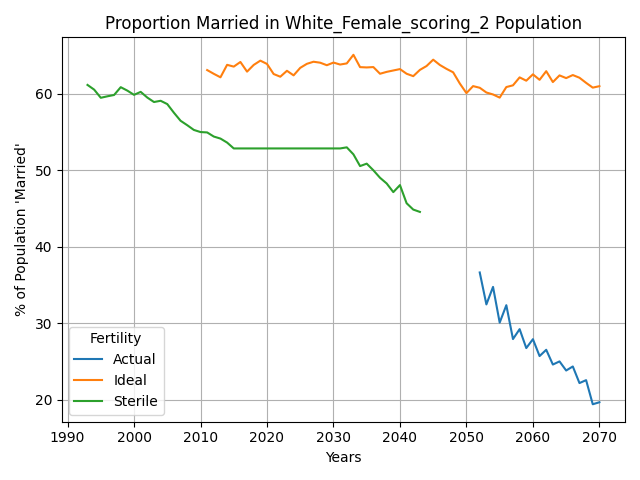 Proportion Married in White_Female_scoring_2 Population
% of Population 'Married'
60
50
40
30
20
Fertility
Actual
Ideal
Sterile
1990 2000 2010 2020 2030 2040 2050 2060 2070
Years